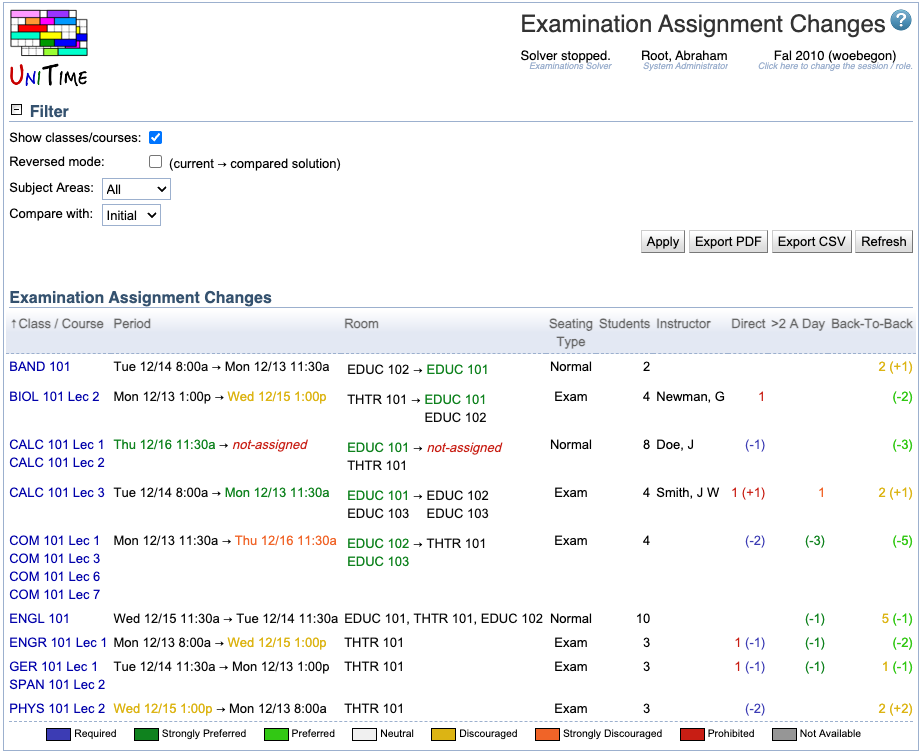 Examination Assignment Changes ?
UNITIME
Solver stopped. Root, Abraham Fal 2010 (woebegon)
Examinations Solver System Administrator Click here to change the session / role.
Filter
Show classes/courses:
Reversed mode: (current → compared solution)
Subject Areas: All
Compare with: Initial
Apply Export PDF Export CSV Refresh
Examination Assignment Changes
↑Class / Course Period Room Seating Type Students Instructor Direct >2 A Day Back-To-Back
BAND 101 Tue 12/14 8:00a → Mon 12/13 11:30a EDUC 102 → EDUC 101 Normal 2 2 (+1)
BIOL 101 Lec 2 Mon 12/13 1:00p → Wed 12/15 1:00p THTR 101 → EDUC 101 Exam 4 Newman, G 1 (-2)
EDUC 102
CALC 101 Lec 1 Thu 12/16 11:30a → not-assigned EDUC 101 → not-assigned Normal 8 Doe, J (-1) (-3)
CALC 101 Lec 2 THTR 101
CALC 101 Lec 3 Tue 12/14 8:00a → Mon 12/13 11:30a EDUC 101 → EDUC 102 Exam 4 Smith, J W 1 (+1) 1 2 (+1)
EDUC 103 EDUC 103
COM 101 Lec 1 Mon 12/13 11:30a → Thu 12/16 11:30a EDUC 102 → THTR 101 Exam 4 (-2) (-3) (-5)
COM 101 Lec 3 EDUC 103
COM 101 Lec 6
COM 101 Lec 7
ENGL 101 Wed 12/15 11:30a → Tue 12/14 11:30a EDUC 101, THTR 101, EDUC 102 Normal 10 (-1) 5 (-1)
ENGR 101 Lec 1 Mon 12/13 8:00a → Wed 12/15 1:00p THTR 101 Exam 3 1 (-1) (-1) (-2)
GER 101 Lec 1 Tue 12/14 11:30a → Mon 12/13 1:00p THTR 101 Exam 3 1 (-1) (-1) 1 (-1)
SPAN 101 Lec 2
PHYS 101 Lec 2 Wed 12/15 1:00p → Mon 12/13 8:00a THTR 101 Exam 3 (-2) 2 (+2)
Required Strongly Preferred Preferred Neutral Discouraged Strongly Discouraged Prohibited Not Available